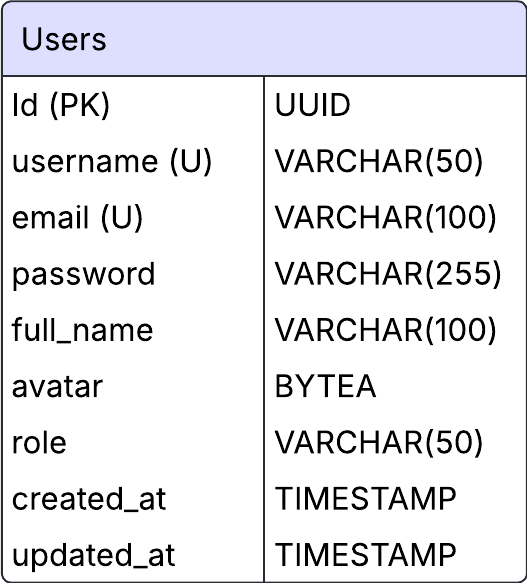 Users
Id (PK) UUID
username (U) VARCHAR(50)
email (U) VARCHAR(100)
password VARCHAR(255)
full_name VARCHAR(100)
avatar BYTEA
role VARCHAR(50)
created_at TIMESTAMP
updated_at TIMESTAMP